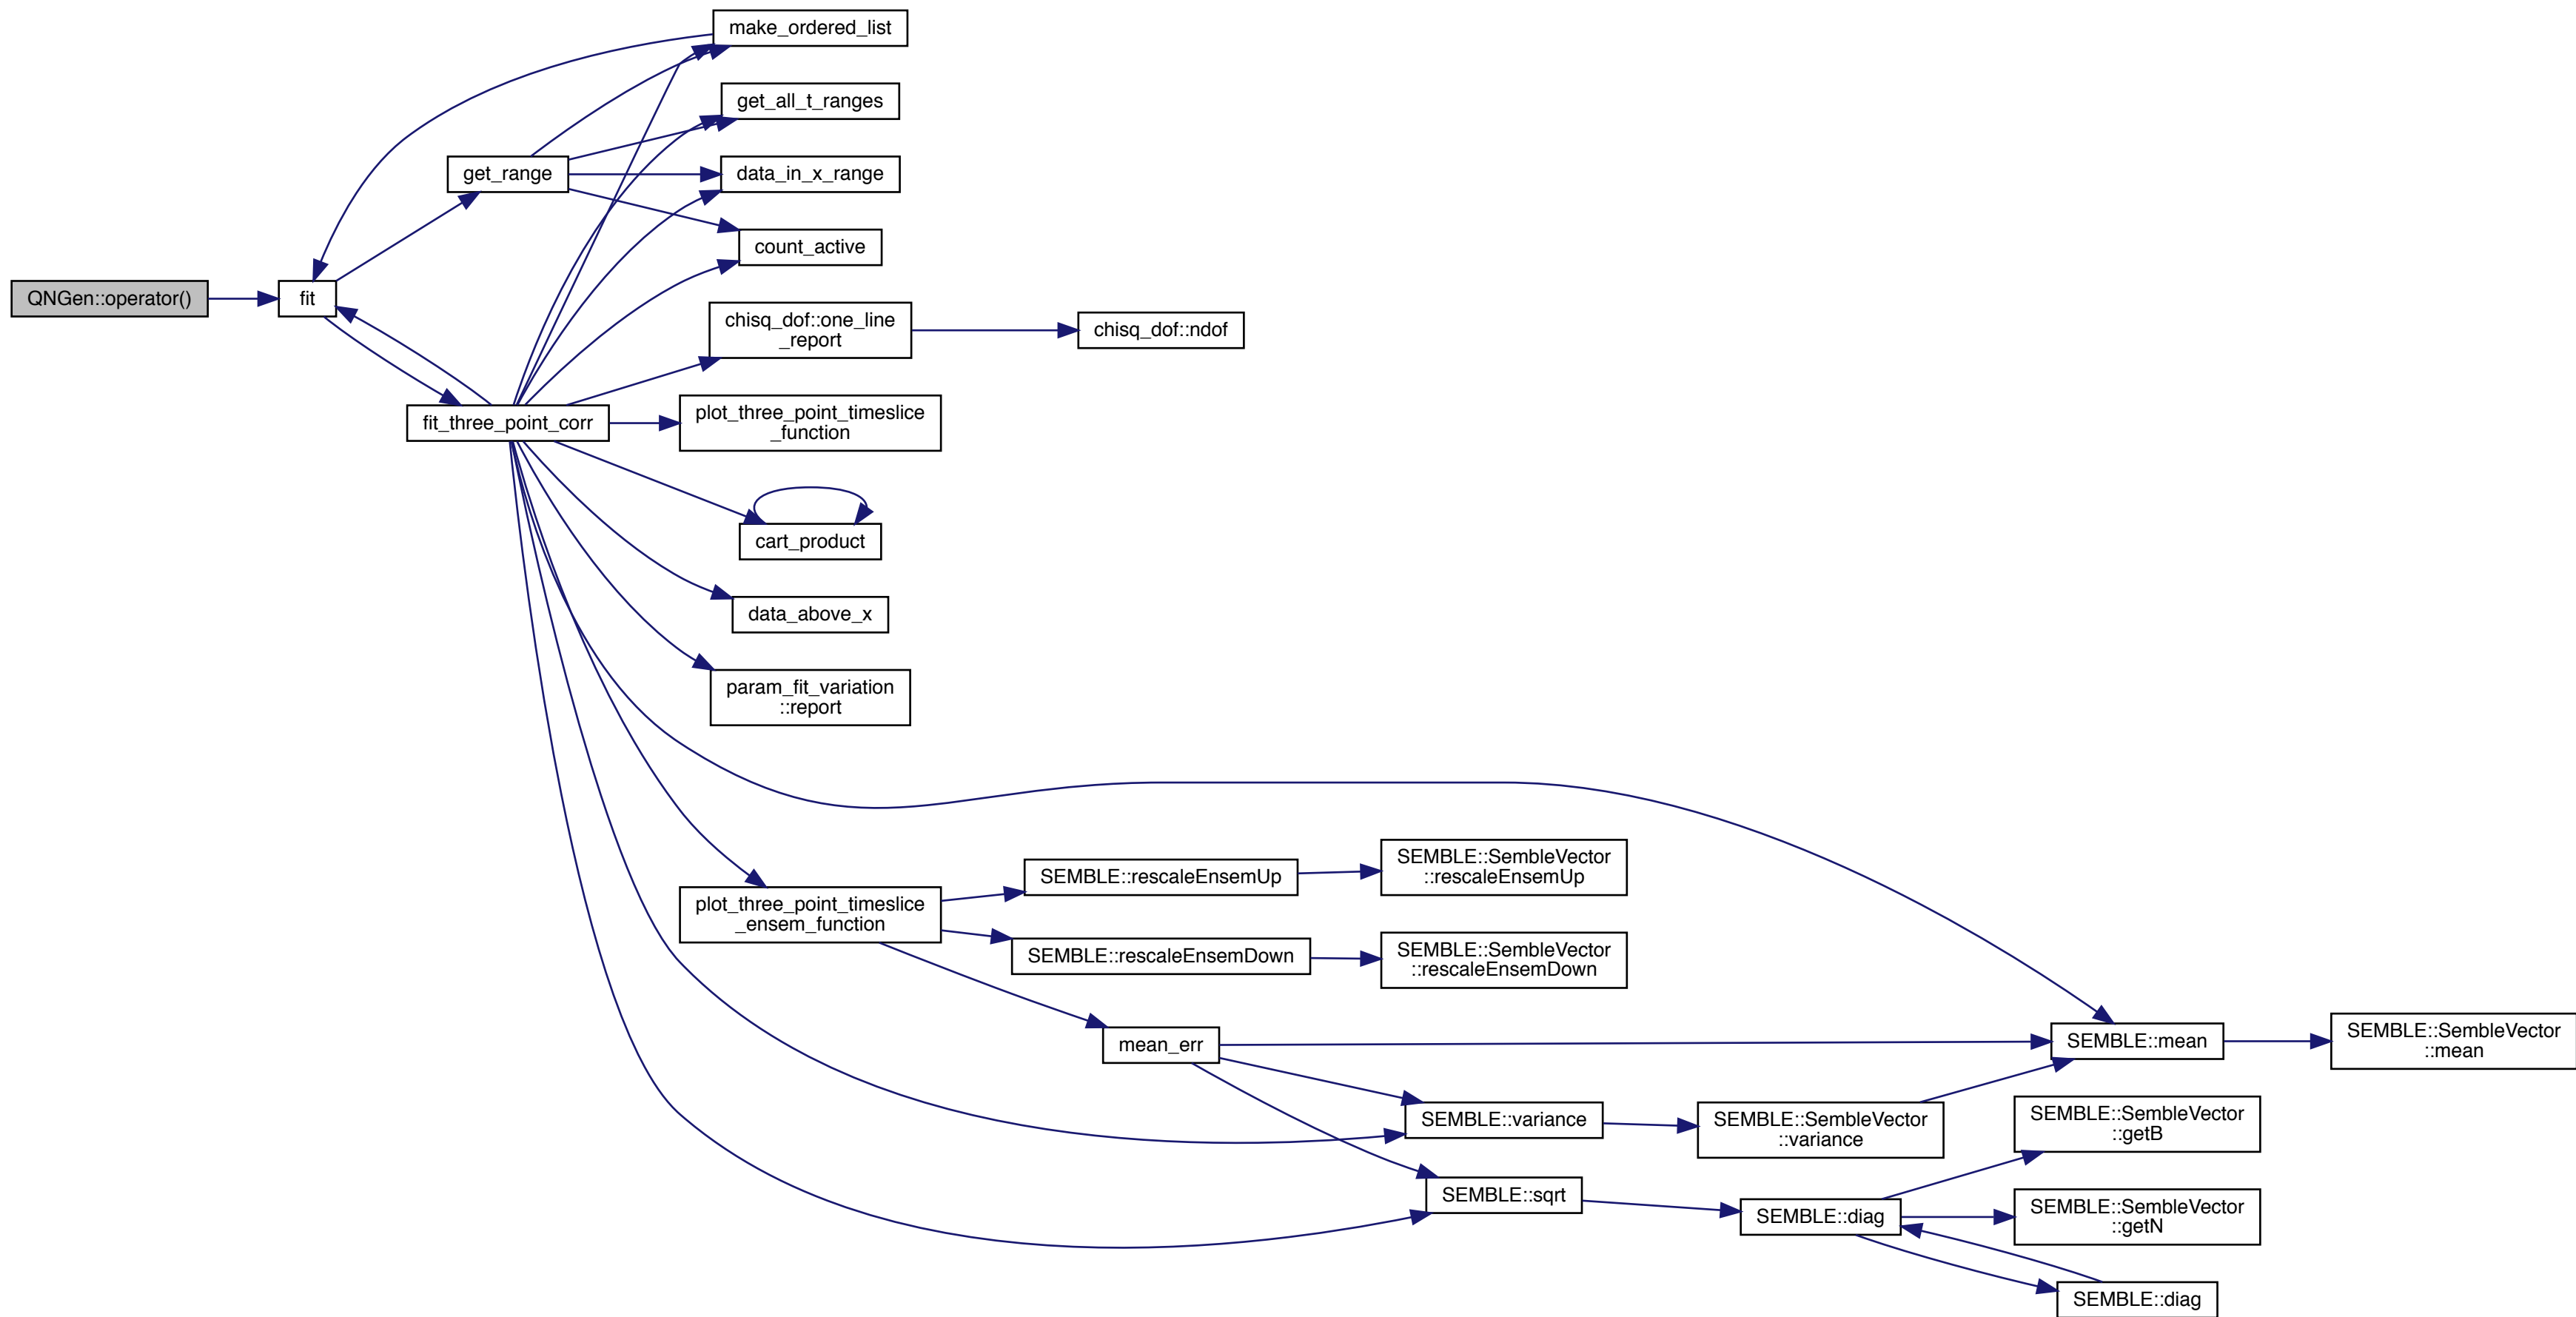 make_ordered_list
get_all_t_ranges
get_range
data_in_x_range
count_active
QNGen::operator()
fit
chisq_dof::one_line
_report
chisq_dof::ndof
fit_three_point_corr
plot_three_point_timeslice
_function
cart_product
data_above_x
param_fit_variation
::report
SEMBLE::rescaleEnsemUp
SEMBLE::SembleVector
::rescaleEnsemUp
plot_three_point_timeslice
_ensem_function
SEMBLE::rescaleEnsemDown
SEMBLE::SembleVector
::rescaleEnsemDown
mean_err
SEMBLE::mean
SEMBLE::SembleVector
::mean
SEMBLE::variance
SEMBLE::SembleVector
::variance
SEMBLE::SembleVector
::getB
SEMBLE::sqrt
SEMBLE::diag
SEMBLE::SembleVector
::getN
SEMBLE::diag